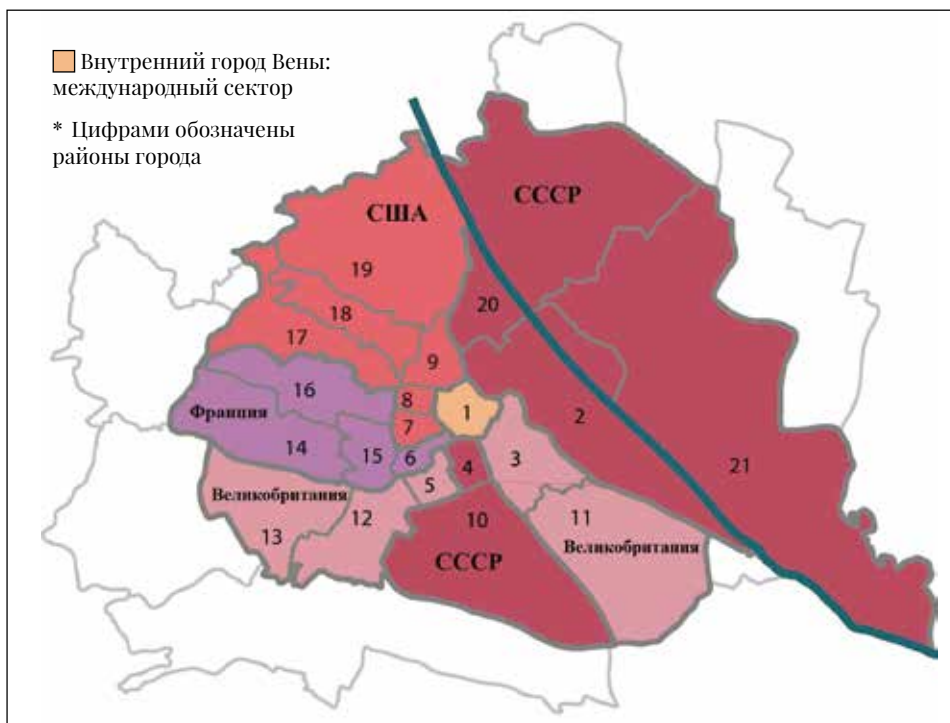 Внутренний город Вены:
международный сектор
* Цифрами обозначены
районы города
СССР
США
19
20
18
17
9
16
8
1
2
7
Франция
14
15
6
4
3
21
5
Великобритания
12
13
10
11
Великобритания
СССР